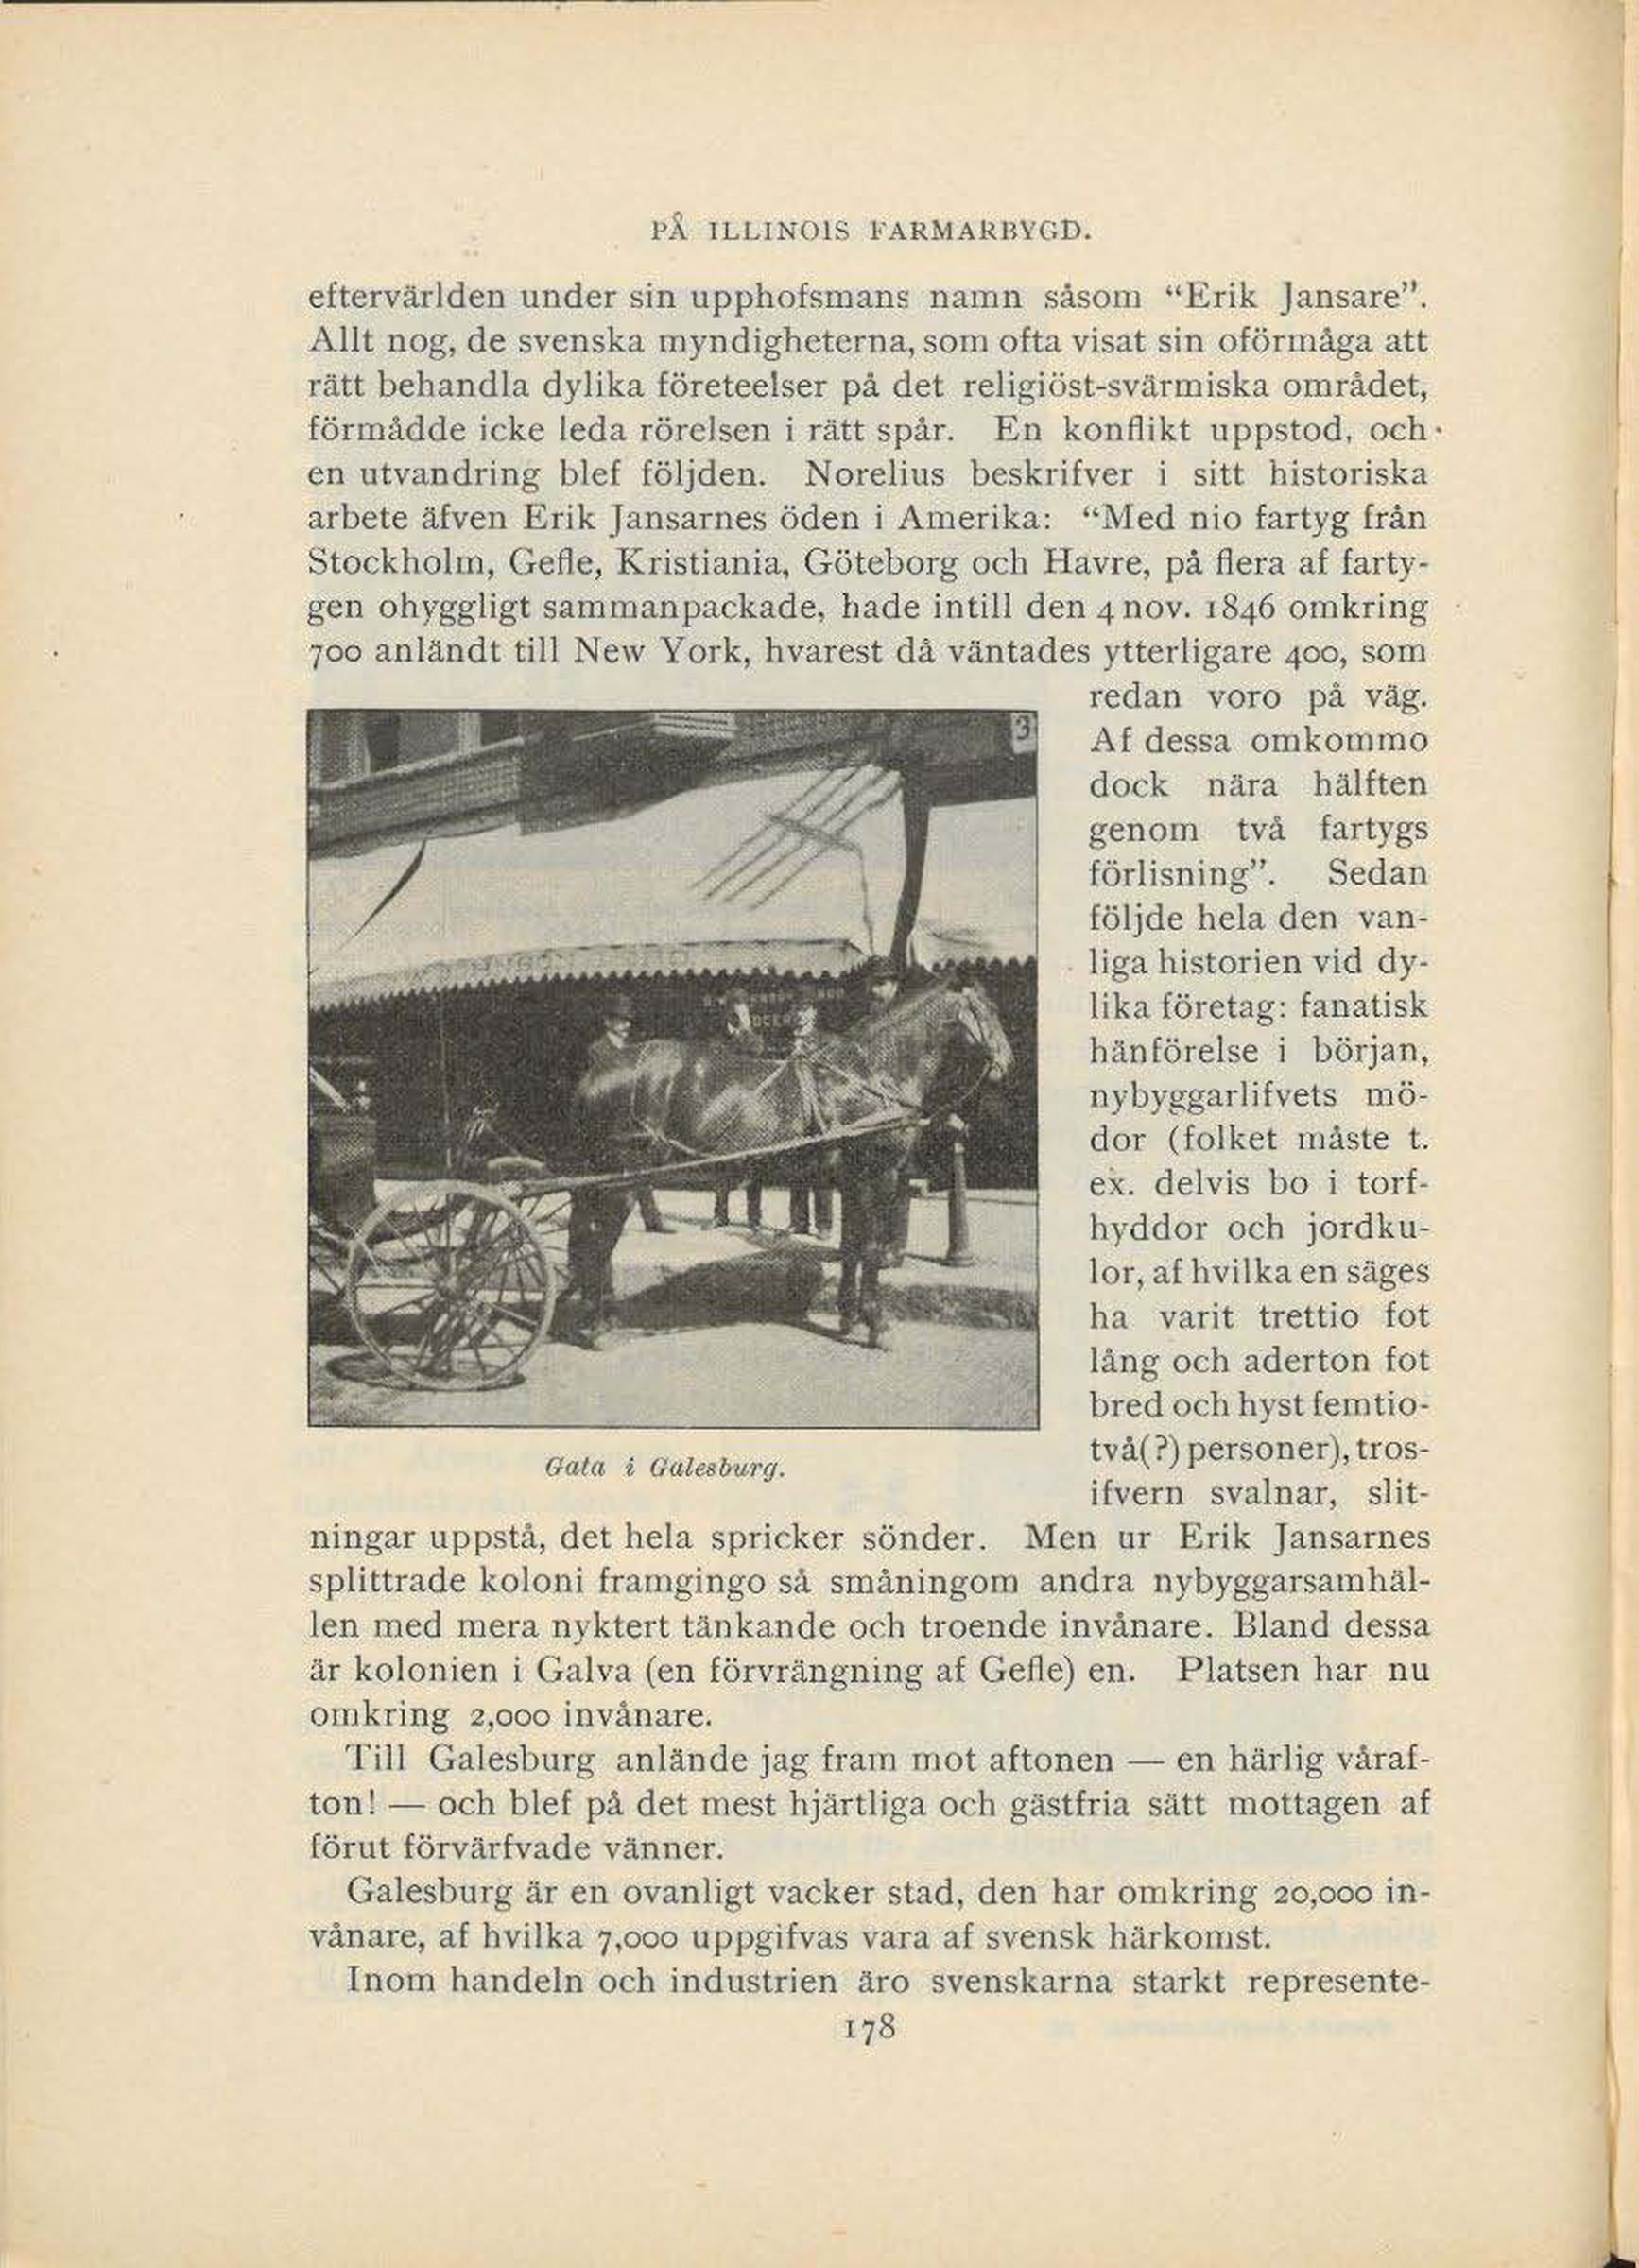 PÅ ILLINOIS FARMARBYGD.
eftervärlden under sin upphofsmans namn såsom “Erik Jansare”.
Allt nog, de svenska myndigheterna, som ofta visat sin oförmåga att
rätt behandla dylika företeelser på det religiöst-svärmiska området,
förmådde icke leda rörelsen i rätt spår. En konflikt uppstod, och
en utvandring blef följden. Norelius beskrifver i sitt historiska
arbete äfven Erik Jansarnes öden i Amerika: “Med nio fartyg från
Stockholm, Gefle, Kristiania, Göteborg och Havre, på flera af farty-
gen ohyggligt sammanpackade, hade intill den 4 nov. 1846 omkring
700 anländt till New York, hvarest då väntades ytterligare 400, som
redan voro på väg.
Af dessa omkommo
dock nära hälften
genom två fartygs
förlisning”. Sedan
följde hela den van-
liga historien vid dy-
lika företag: fanatisk
hänförelse i början,
nybyggarlifvets mö-
dor (folket måste t.
ex. delvis bo i torf-
hyddor och jordku-
lor, af hvilka en säges
ha varit trettio fot
lång och aderton fot
bred och hyst femtio-
två(?) personer), tros-
ifvern svalnar, slit-
3
Gata i Galesburg.
ningar uppstå, det hela spricker sönder. Men ur Erik Jansarnes
splittrade koloni framgingo så småningom andra nybyggarsamhäl-
len med mera nyktert tänkande och troende invånare. Bland dessa
är kolonien i Galva (en förvrängning af Gefle) en. Platsen har nu
omkring 2,000 invånare.
Till Galesburg anlände jag fram mot aftonen — en härlig våraf-
ton! — och blef på det mest hjärtliga och gästfria sätt mottagen af
förut förvärfvade vänner.
Galesburg är en ovanligt vacker stad, den har omkring 20,000 in-
vånare, af hvilka 7,000 uppgifvas vara af svensk härkomst.
Inom handeln och industrien äro svenskarna starkt represente-
178